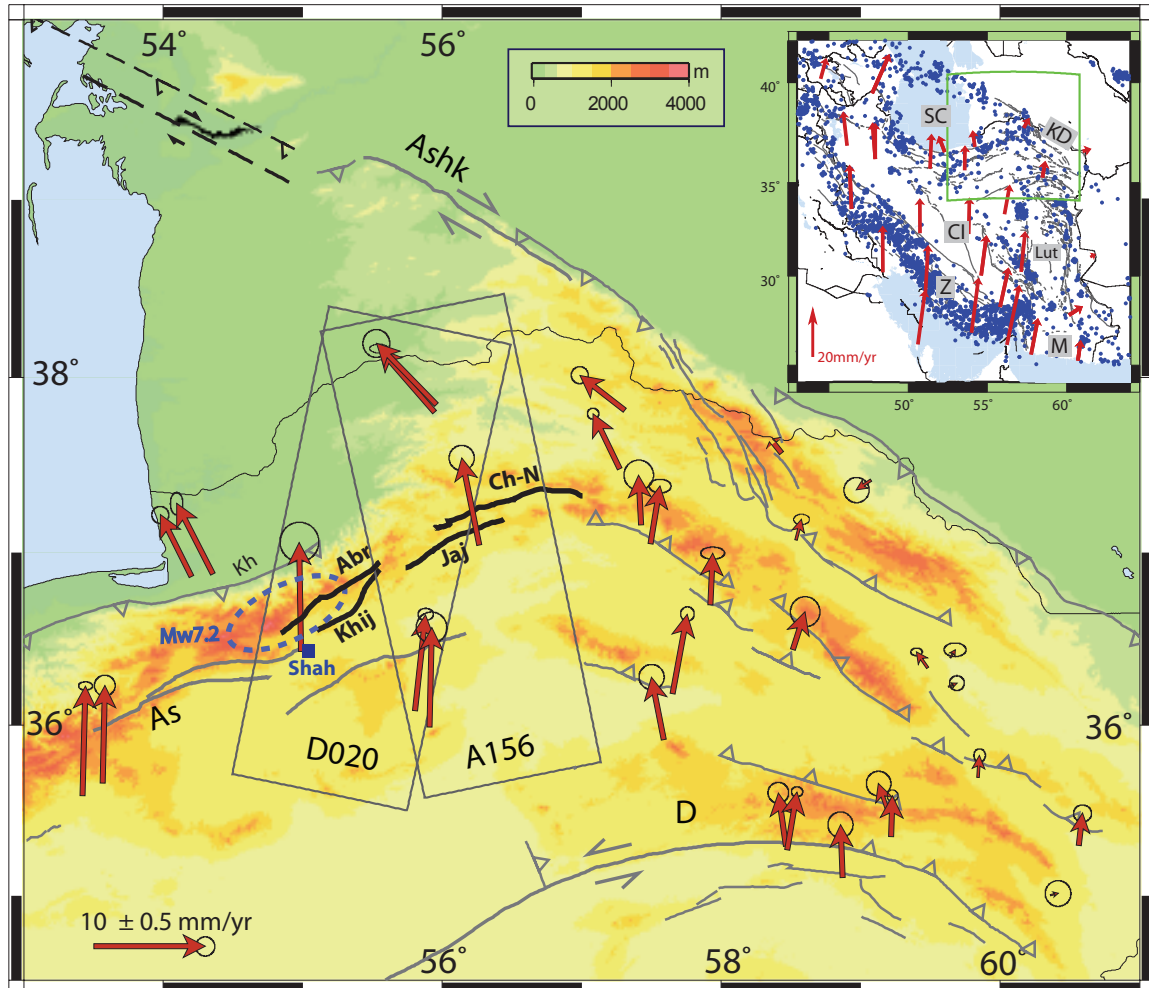 54°
56°
m
0
2000
4000
40°
35°
30°
50°
55°
60°
SC
KD
CI
Lut
Z
M
20mm/yr
Ashk
38°
Ch-N
Jaj
Kh
Abr
Khij
Mw7.2
Shah
As
36°
36°
D020
A156
D
10 ± 0.5 mm/yr
56°
58°
60°